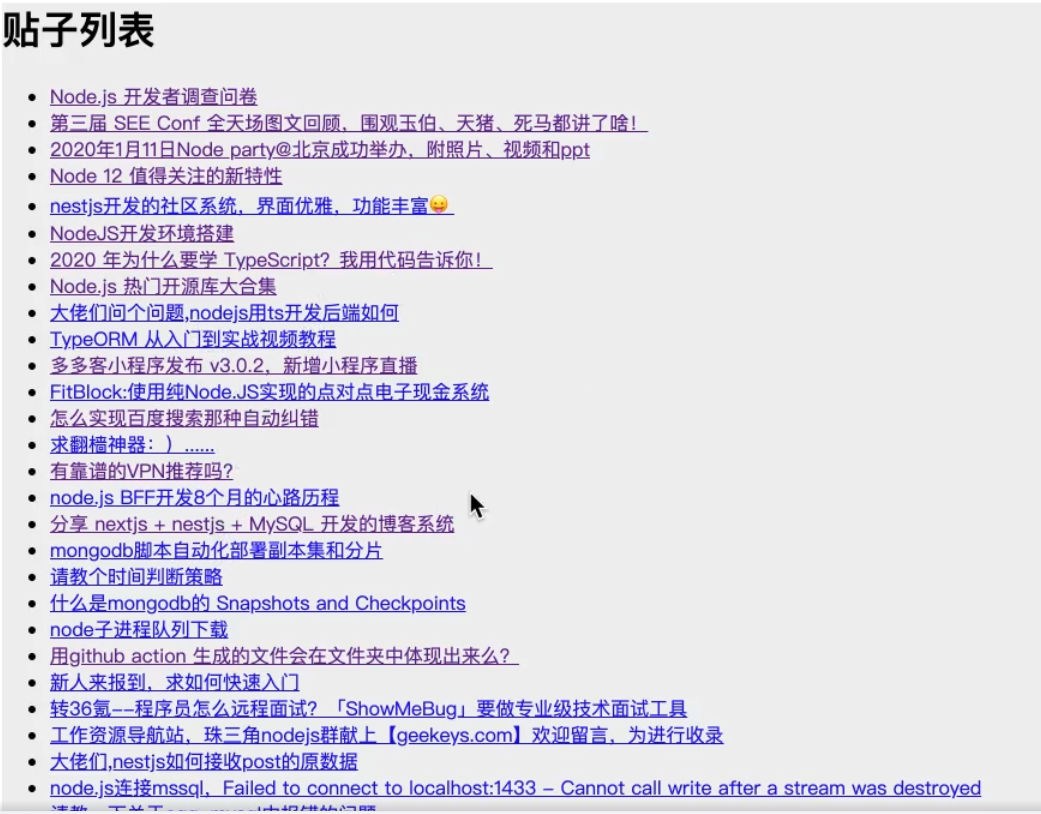 贴子列表
Node.js 开发者调查问卷
第三届 SEE Conf 全天场图文回顾，围观玉伯、天猪、死马都讲了啥！
2020年1月11日Node party@北京成功举办，附照片、视频和ppt
Node 12 值得关注的新特性
nestjs开发的社区系统，界面优雅，功能丰富😛
NodeJS开发环境搭建
2020 年为什么要学 TypeScript？我用代码告诉你！
Node.js 热门开源库大合集
大佬们问个问题,nodejs用ts开发后端如何
TypeORM 从入门到实战视频教程
多多客小程序发布 v3.0.2，新增小程序直播
FitBlock:使用纯Node.JS实现的点对点电子现金系统
怎么实现百度搜索那种自动纠错
求翻樯神器：）......
有靠谱的VPN推荐吗?
node.js BFF开发8个月的心路历程
分享 nextjs + nestjs + MySQL 开发的博客系统
mongodb脚本自动化部署副本集和分片
请教个时间判断策略
什么是mongodb的 Snapshots and Checkpoints
node子进程队列下载
用github action 生成的文件会在文件夹中体现出来么？
新人来报到，求如何快速入门
转36氪--程序员怎么远程面试？「ShowMeBug」要做专业级技术面试工具
工作资源导航站，珠三角nodejs群献上【geekeys.com】欢迎留言，为进行收录
大佬们,nestjs如何接收post的原数据
node.js连接mssql，Failed to connect to localhost:1433 - Cannot call write after a stream was destroyed